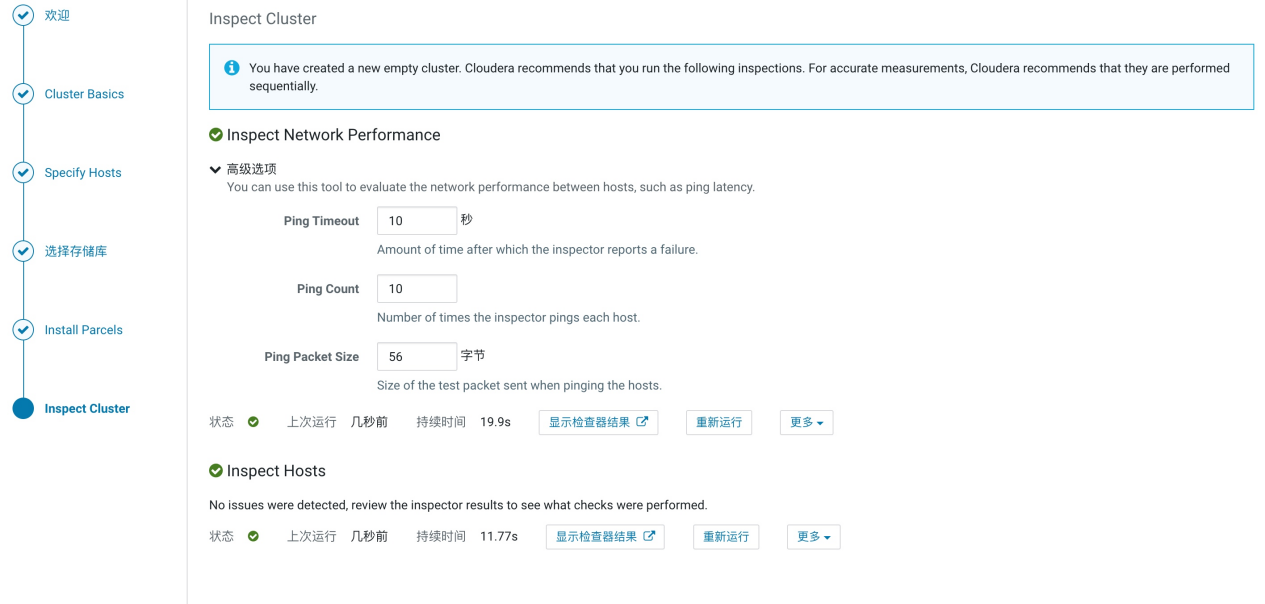 欢迎
Cluster Basics
Specify Hosts
选择存储库
Install Parcels
Inspect Cluster
Inspect Cluster
You have created a new empty cluster. Cloudera recommends that you run the following inspections. For accurate measurements, Cloudera recommends that they are performed
sequentially.
Inspect Network Performance
高级选项
You can use this tool to evaluate the network performance between hosts, such as ping latency.
Ping Timeout 10 秒
Amount of time after which the inspector reports a failure.
Ping Count 10
Number of times the inspector pings each host.
Ping Packet Size 56 字节
Size of the test packet sent when pinging the hosts.
状态 上次运行 几秒前 持续时间 19.9s 显示检查器结果 重新运行 更多
Inspect Hosts
No issues were detected, review the inspector results to see what checks were performed.
状态 上次运行 几秒前 持续时间 11.77s 显示检查器结果 重新运行 更多